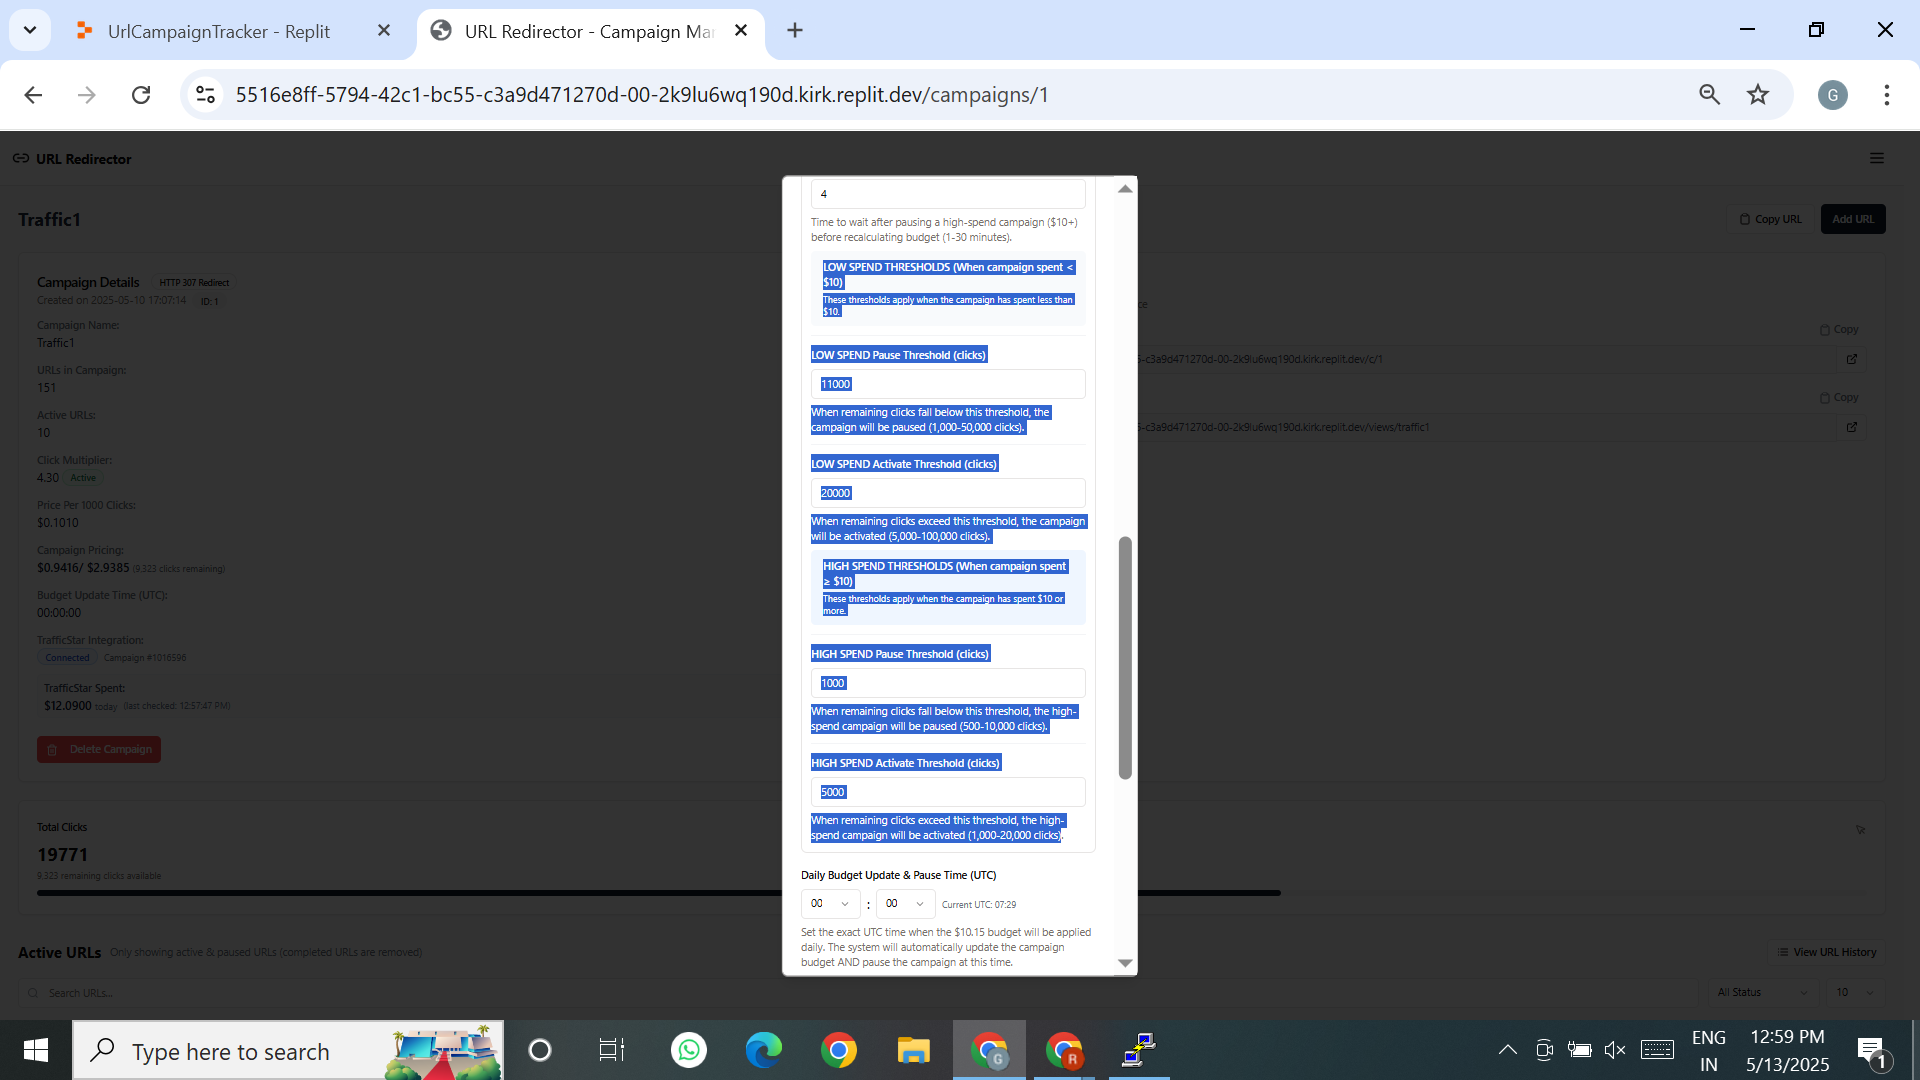 UrlCampaignTracker - Replit
URL Redirector - Campaign Ma
5516e8ff-5794-42c1-bc55-c3a9d471270d-00-2k9lu6wq190d.kirk.replit.dev/campaigns/1
G
URL Redirector
Traffic1
Copy URL
Add URL
Campaign Details
HTTP 307 Redirect
Created on 2025-05-10 17:07:14
ID: 1
Campaign Name:
Traffic1
URLs in Campaign:
151
Active URLs:
10
Click Multiplier:
4.30 Active
Price Per 1000 Clicks:
$0.1010
Campaign Pricing:
$0.9416/ $2.9385 (9,323 clicks remaining)
Budget Update Time (UTC):
00:00:00
TrafficStar Integration:
Connected Campaign #1016596
TrafficStar Spent:
$12.0900 today (last checked: 12:57:47 PM)
Delete Campaign
4
Time to wait after pausing a high-spend campaign ($10+)
before recalculating budget (1-30 minutes).
LOW SPEND THRESHOLDS (When campaign spent <
$10)
These thresholds apply when the campaign has spent less than
$10.
LOW SPEND Pause Threshold (clicks)
11000
When remaining clicks fall below this threshold, the
campaign will be paused (1,000-50,000 clicks).
LOW SPEND Activate Threshold (clicks)
20000
When remaining clicks exceed this threshold, the campaign
will be activated (5,000-100,000 clicks).
HIGH SPEND THRESHOLDS (When campaign spent
≥ $10)
These thresholds apply when the campaign has spent $10 or
more.
HIGH SPEND Pause Threshold (clicks)
1000
When remaining clicks fall below this threshold, the high-
spend campaign will be paused (500-10,000 clicks).
HIGH SPEND Activate Threshold (clicks)
5000
When remaining clicks exceed this threshold, the high-
spend campaign will be activated (1,000-20,000 clicks).
Daily Budget Update & Pause Time (UTC)
00 : 00 Current UTC: 07:29
Set the exact UTC time when the $10.15 budget will be applied
daily. The system will automatically update the campaign
budget AND pause the campaign at this time.
Copy
-c3a9d471270d-00-2k9lu6wq190d.kirk.replit.dev/c/1
Copy
-c3a9d471270d-00-2k9lu6wq190d.kirk.replit.dev/views/traffic1
Total Clicks
19771
9,323 remaining clicks available
Active URLs
Only showing active & paused URLs (completed URLs are removed)
View URL History
Search URLs...
All Status
10
Type here to search
G
R
ENG
IN
12:59 PM
5/13/2025
1